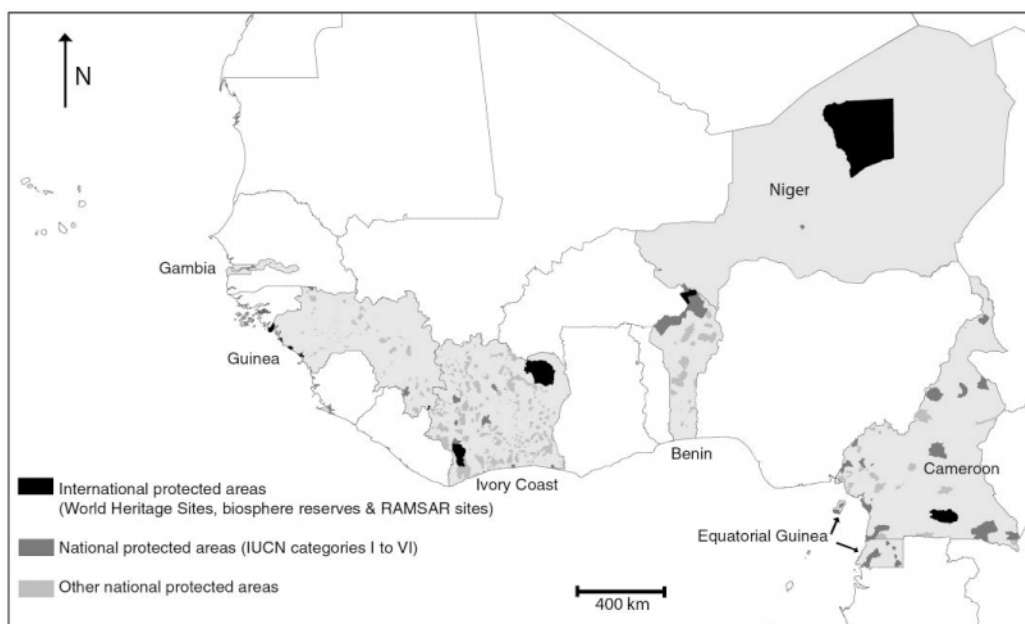 N
Niger
Gambia
Guinea
Ivory Coast
Benin
Cameroon
Equatorial Guinea
International protected areas
(World Heritage Sites, biosphere reserves & RAMSAR sites)
National protected areas (IUCN categories I to VI)
Other national protected areas
400 km